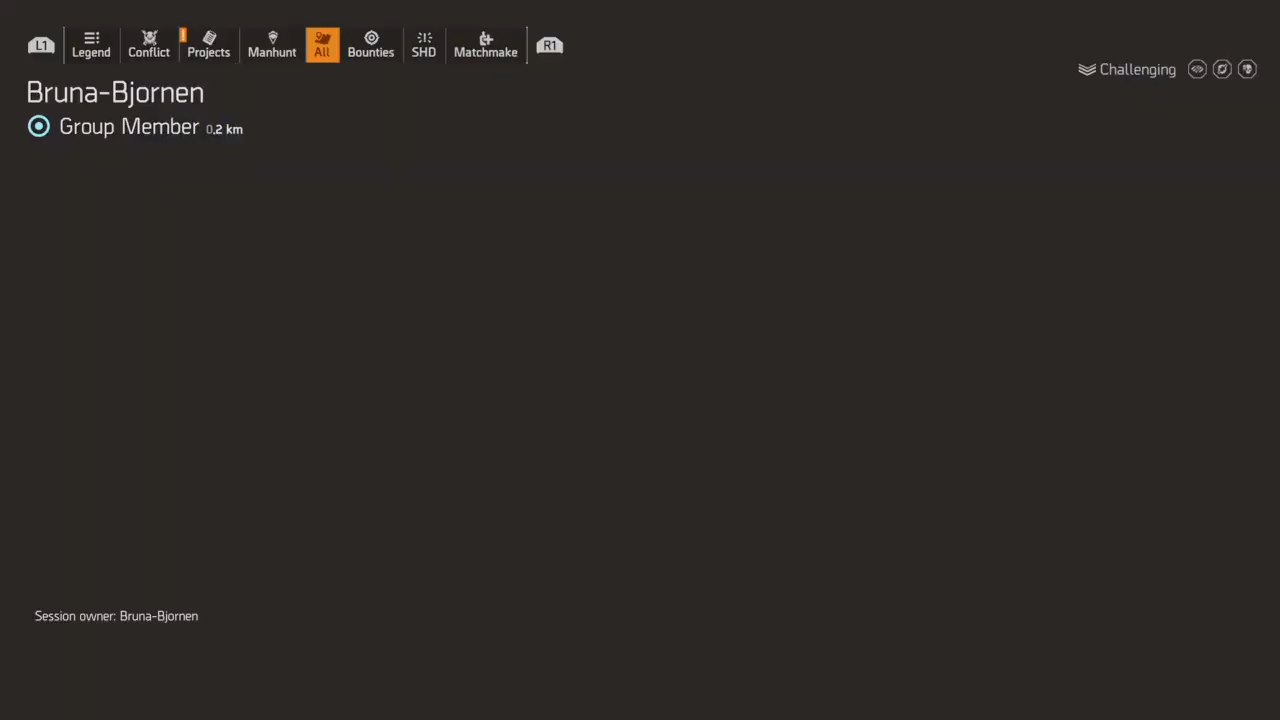 L1 Legend Conflict Projects Manhunt All Bounties SHD Matchmake R1
Challenging
Bruna-Bjornen
Group Member 0.2 km
Session owner: Bruna-Bjornen